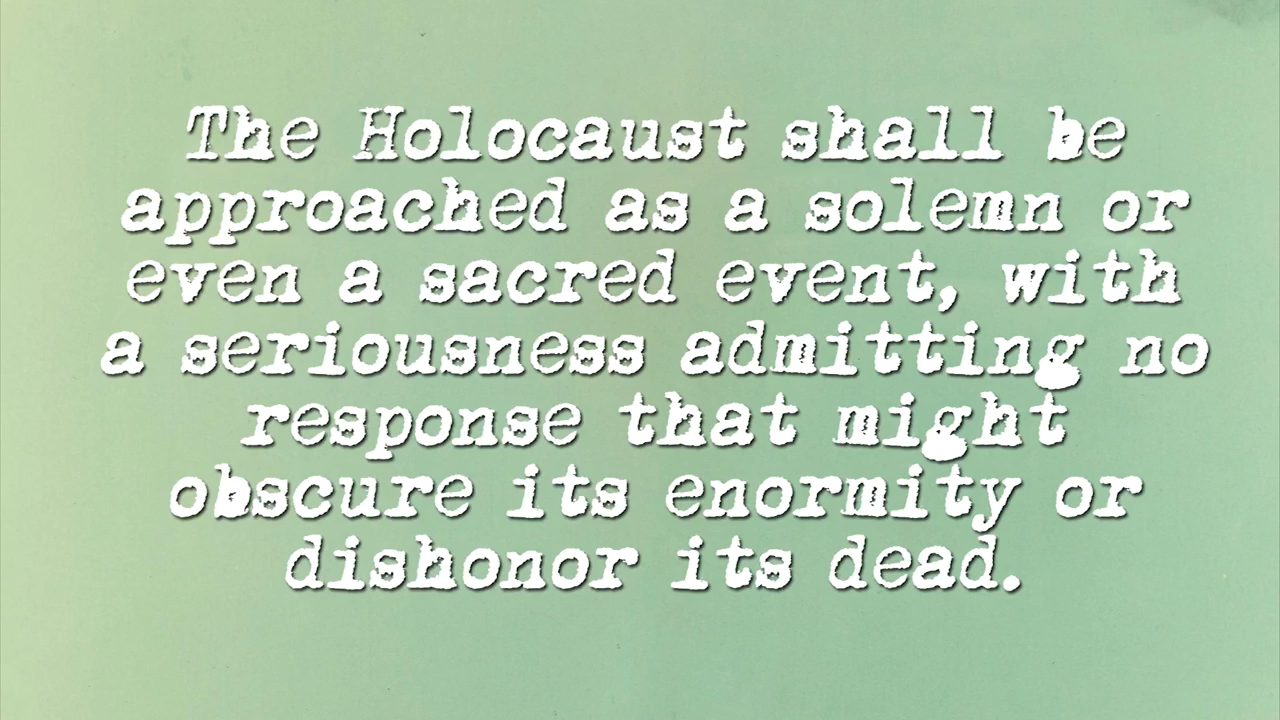 The Holocaust shall be
approached as a solemn or
even a sacred event, with
a seriousness admitting no
response that might
obscure its enormity or
dishonor its dead.